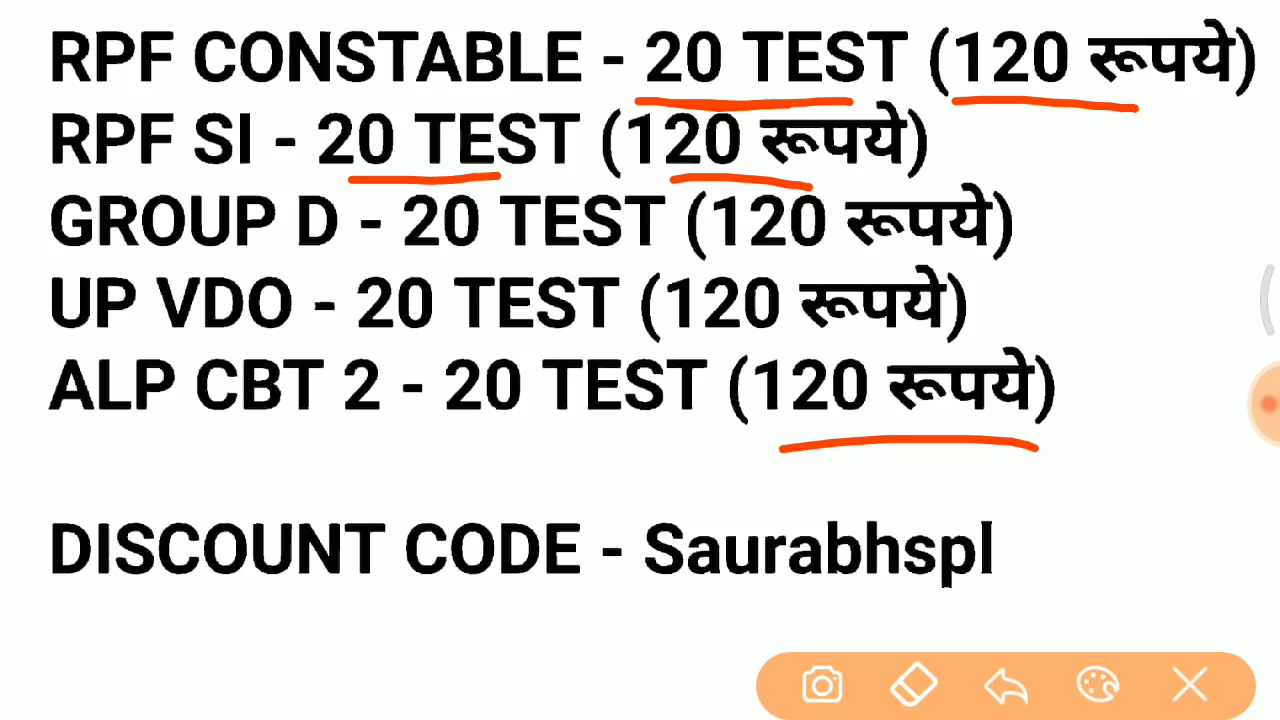 RPF CONSTABLE - 20 TEST (120 रूपये)
RPF SI - 20 TEST (120 रूपये)
GROUP D - 20 TEST (120 रूपये)
UP VDO - 20 TEST (120 रूपये)
ALP CBT 2 - 20 TEST (120 रूपये)
DISCOUNT CODE - Saurabhspl